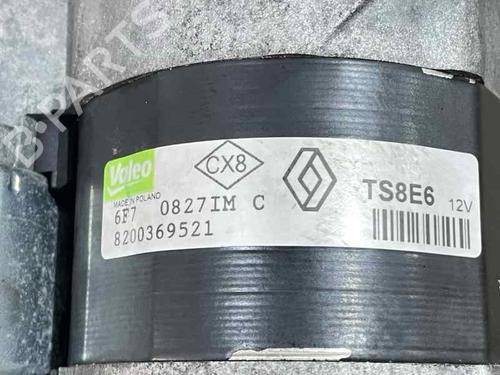 Valeo
MADE IN POLAND
6F7 0827IM C
8200369521
CX8
TS8E6 12V
B-PARTS